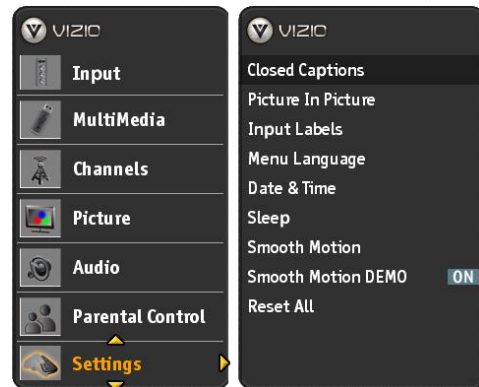 VIZIO
Input
MultiMedia
Channels
Picture
Audio
Parental Control
Settings
VIZIO
Closed Captions
Picture In Picture
Input Labels
Menu Language
Date & Time
Sleep
Smooth Motion
Smooth Motion DEMO ON
Reset All